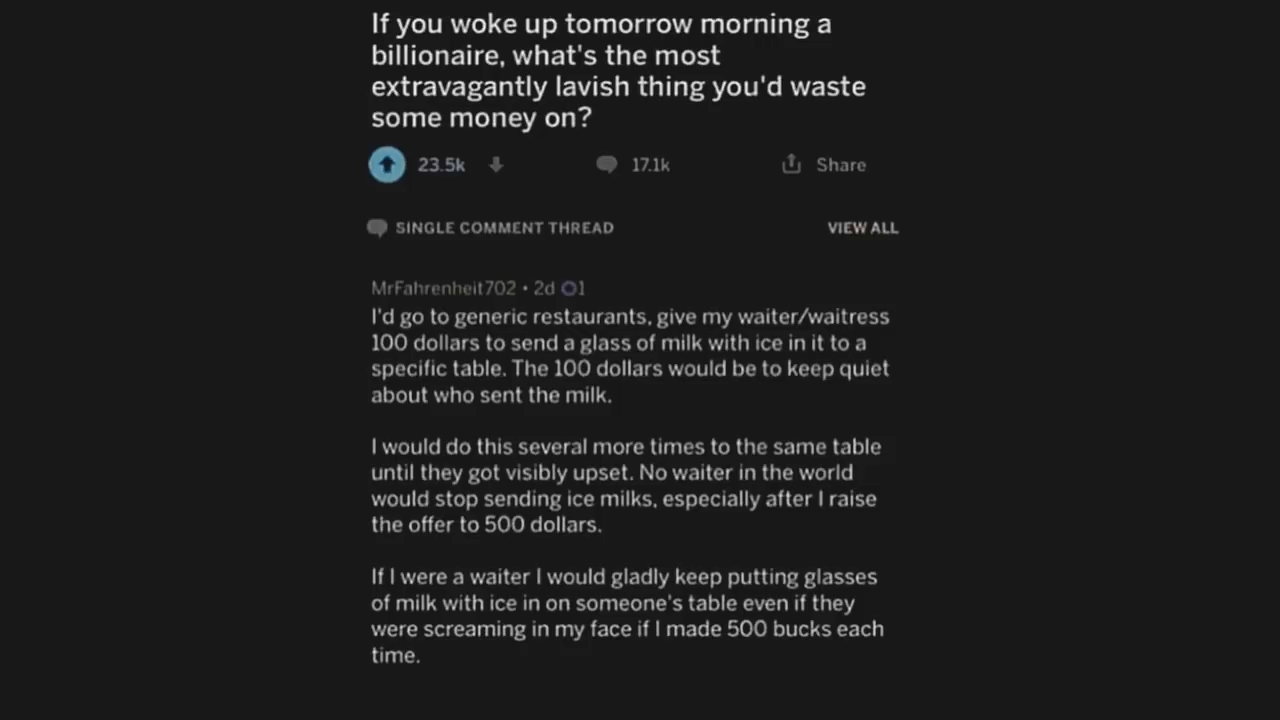 If you woke up tomorrow morning a
billionaire, what's the most
extravagantly lavish thing you'd waste
some money on?
23.5k 17.1k Share
SINGLE COMMENT THREAD VIEW ALL
MrFahrenheit702 • 2d 1
I'd go to generic restaurants, give my waiter/waitress
100 dollars to send a glass of milk with ice in it to a
specific table. The 100 dollars would be to keep quiet
about who sent the milk.
I would do this several more times to the same table
until they got visibly upset. No waiter in the world
would stop sending ice milks, especially after I raise
the offer to 500 dollars.
If I were a waiter I would gladly keep putting glasses
of milk with ice in on someone's table even if they
were screaming in my face if I made 500 bucks each
time.